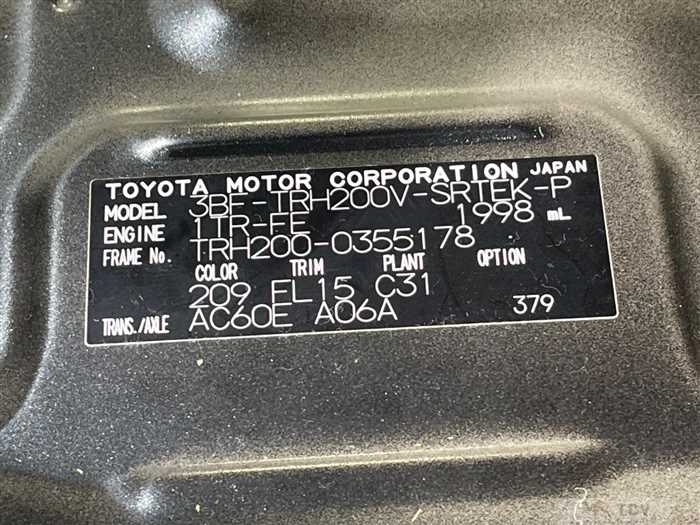 TOYOTA MOTOR CORPORATION JAPAN
MODEL 3BF-TRH200V-SRTEK-P
ENGINE 1TR-FE 1998 mL
FRAME No. TRH200-0355178
COLOR TRIM PLANT OPTION
209 EL15 C31
TRANS./AXLE AC60E A06A 379